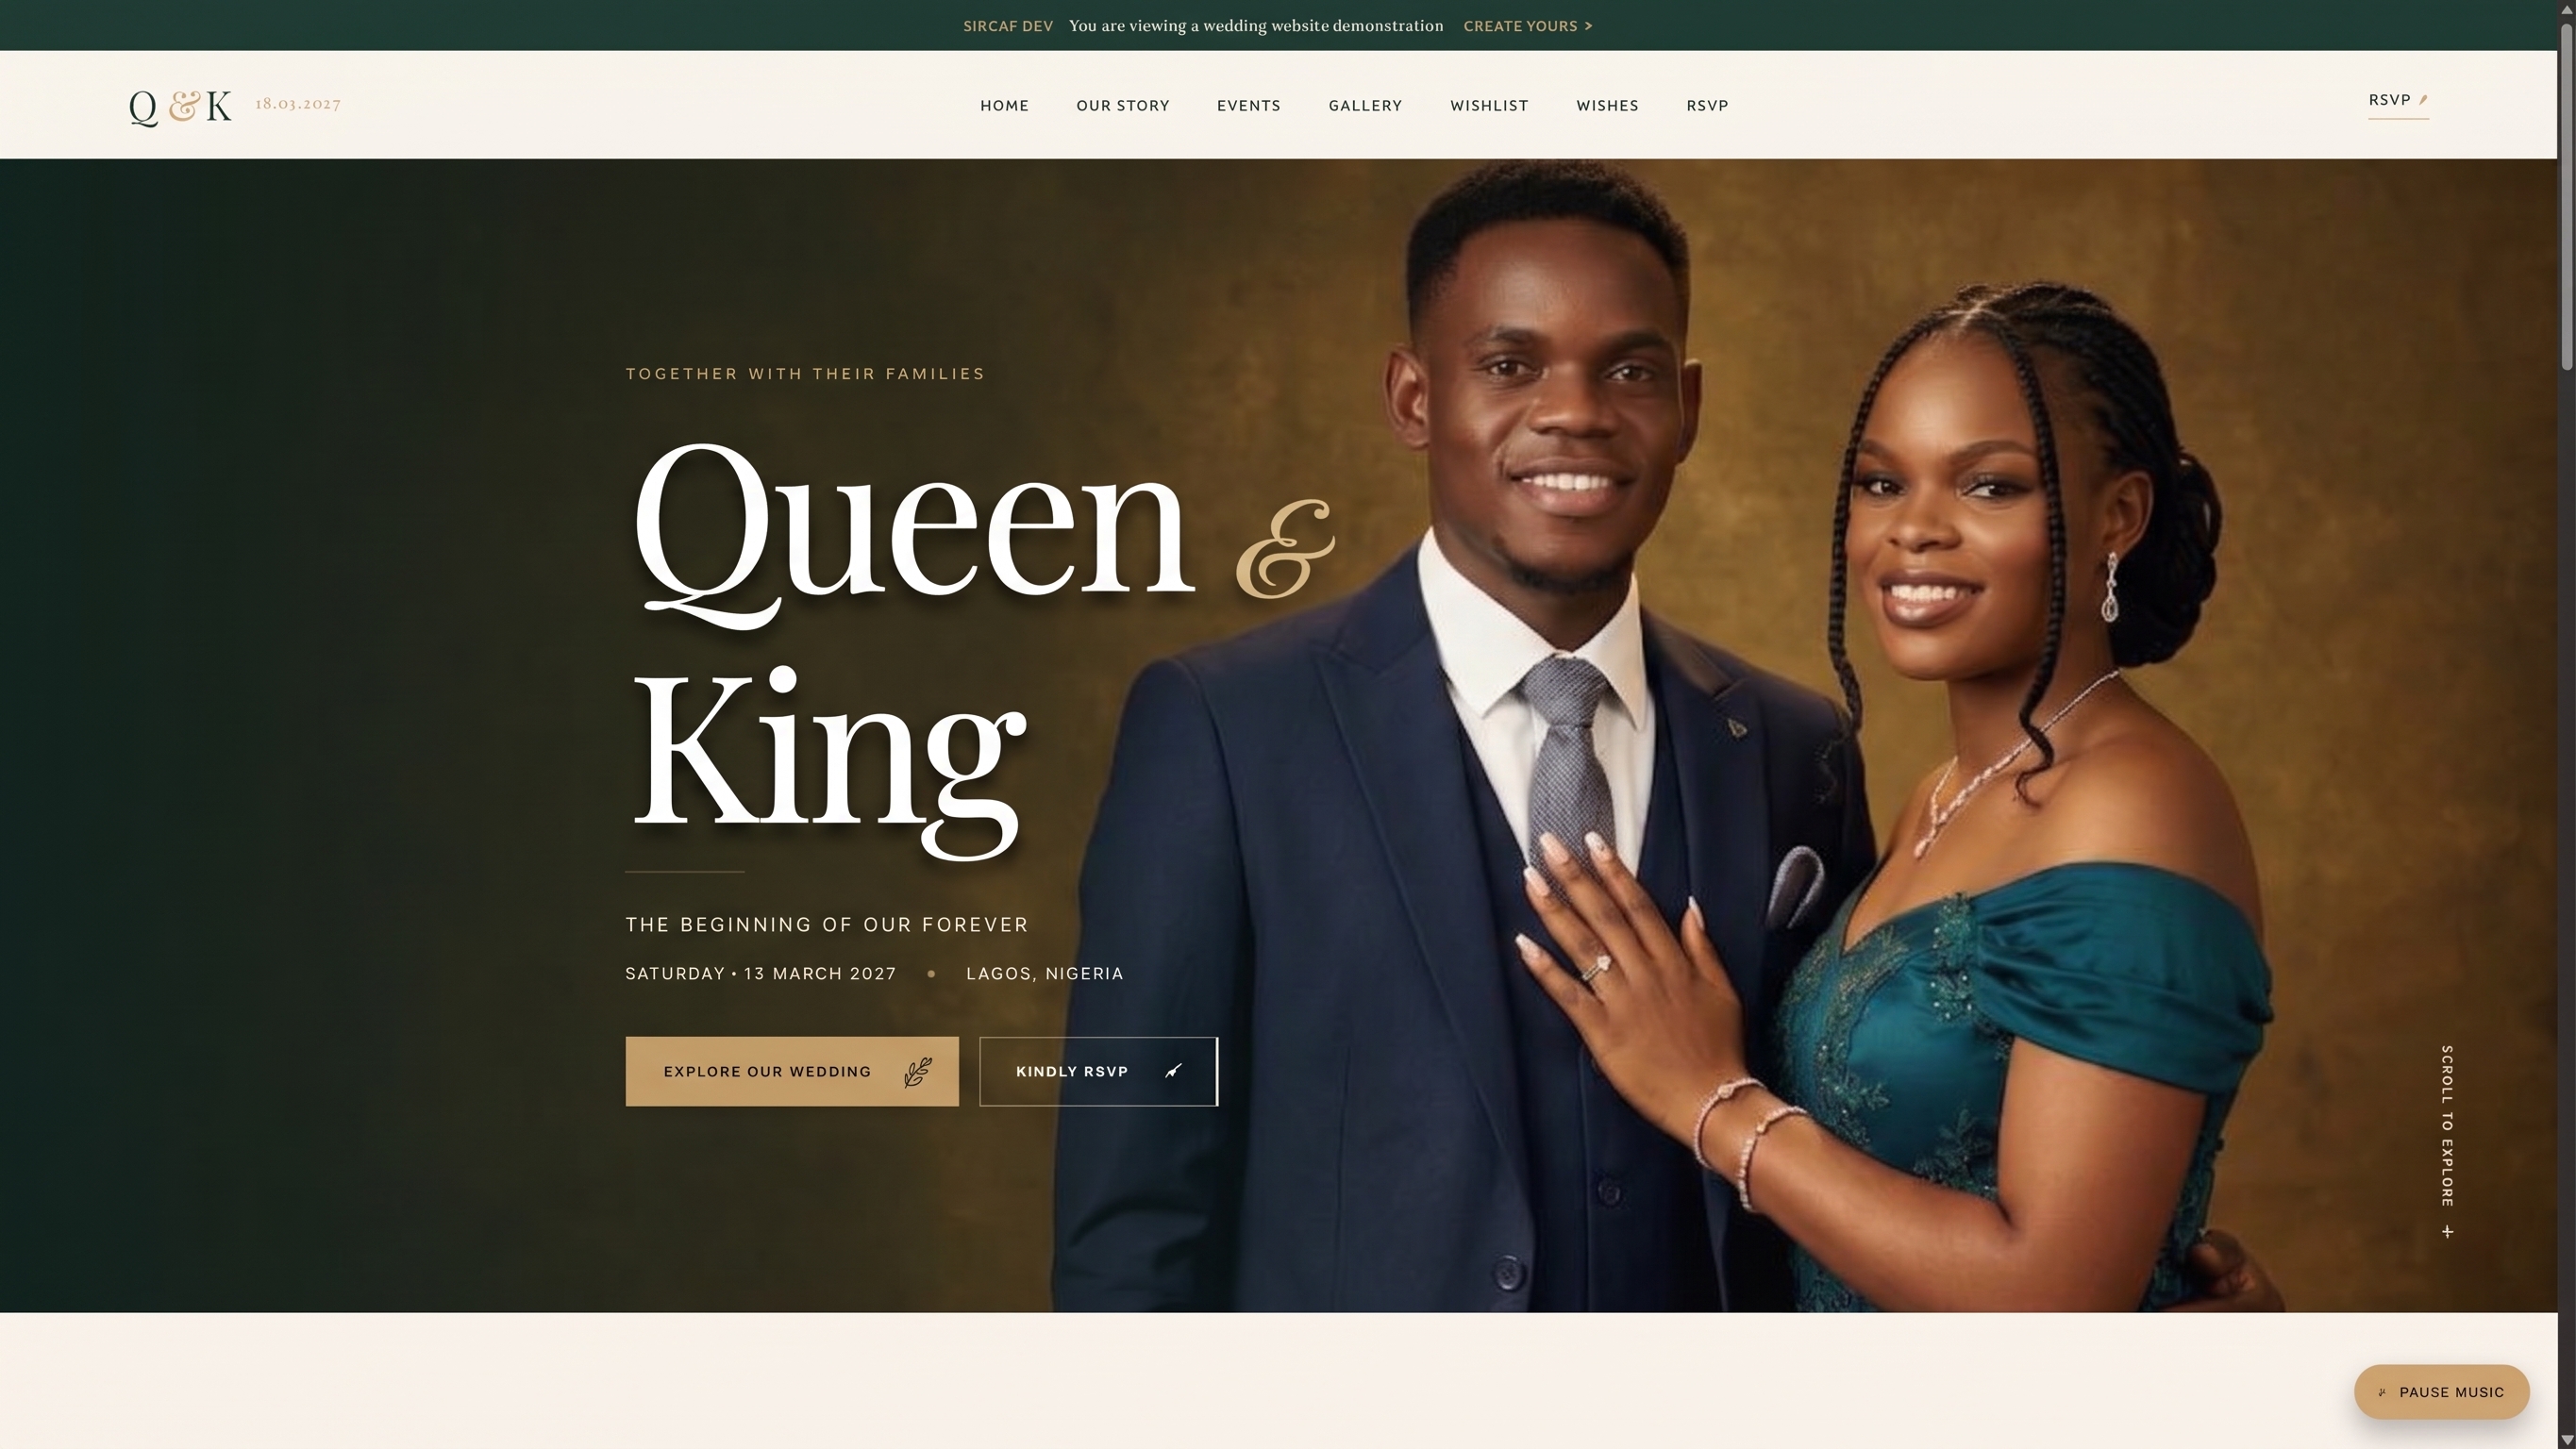 SIRCAF DEV You are viewing a wedding website demonstration CREATE YOURS >
Q & K 18.03.2027
HOME OUR STORY EVENTS GALLERY WISHLIST WISHES RSVP
RSVP
TOGETHER WITH THEIR FAMILIES
Queen &
King
THE BEGINNING OF OUR FOREVER
SATURDAY • 13 MARCH 2027 • LAGOS, NIGERIA
EXPLORE OUR WEDDING
KINDLY RSVP
SCROLL TO EXPLORE +
PAUSE MUSIC